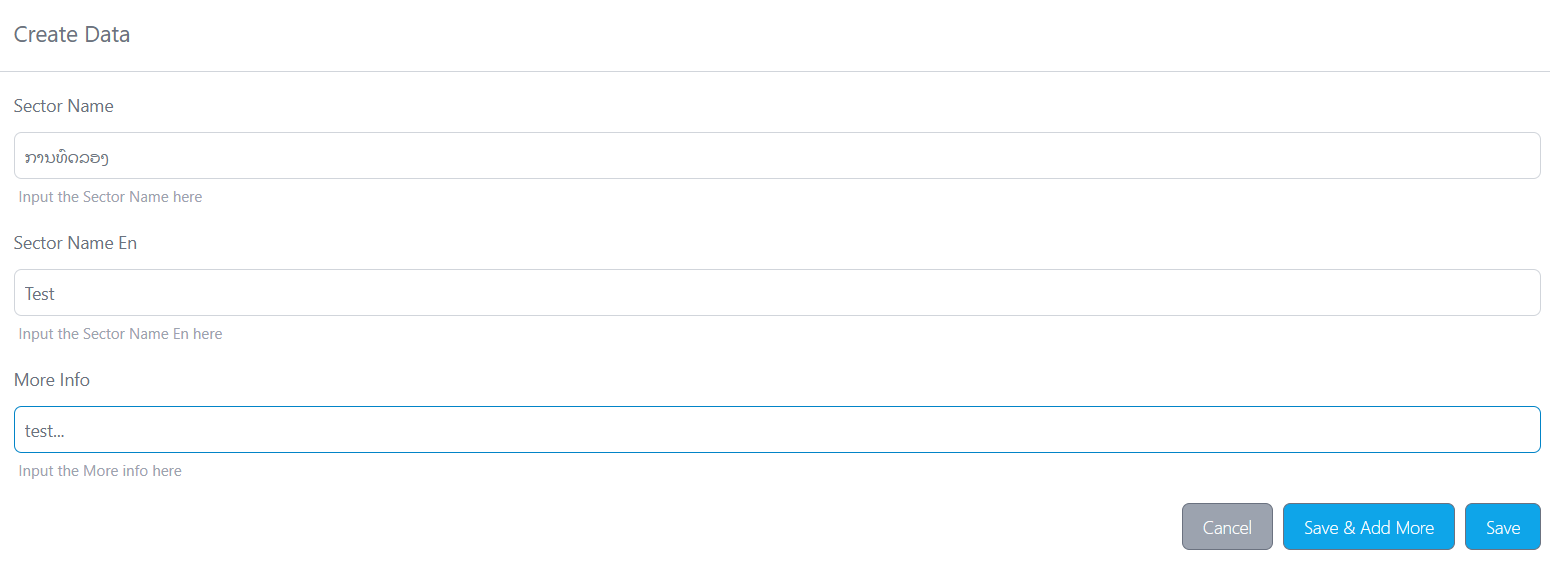 Create Data
Sector Name
ການທົດລອງ
Input the Sector Name here
Sector Name En
Test
Input the Sector Name En here
More Info
test...
Input the More info here
Cancel Save & Add More Save